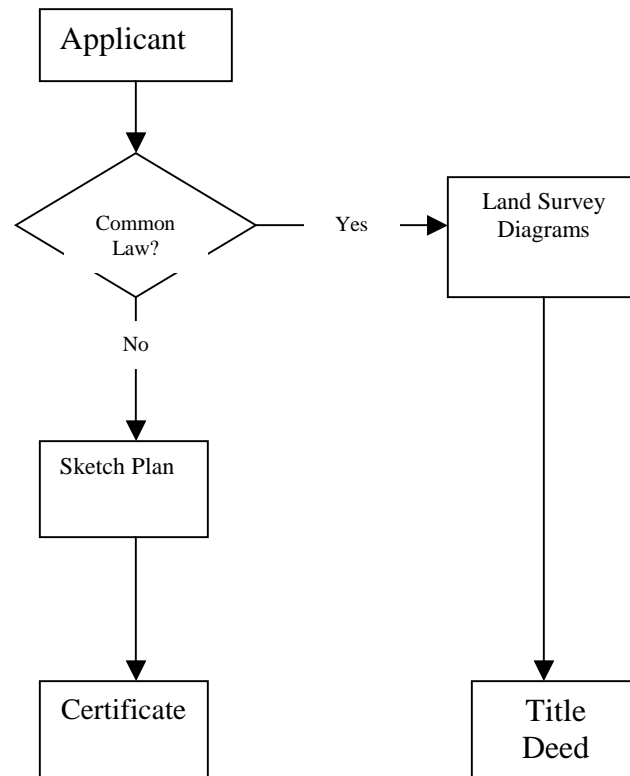 Applicant
Common
Law?
Yes
Land Survey
Diagrams
No
Sketch Plan
Certificate
Title
Deed